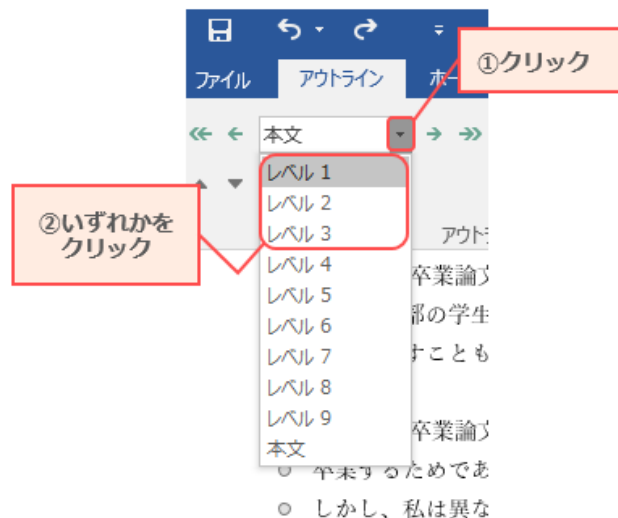 ファイル アウトライン ホー
①クリック
本文
レベル 1
レベル 2
レベル 3
②いずれかを
クリック
アウト
レベル 4
卒業論文
レベル 5
部の学生
レベル 6
レベル 7
すことも
レベル 8
レベル 9
卒業論文
本文
卒業するためであ
しかし、私は異な